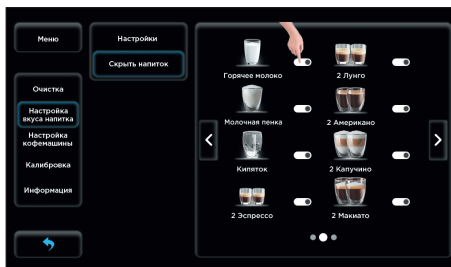 Меню
Настройки
Скрыть напиток
Очистка
Настройка
вкуса напитка
Настройка
кофемашины
Калибровка
Информация
Горячее молоко
2 Лунго
Молочная пенка
2 Американо
Кипяток
2 Капучино
2 Эспрессо
2 Макиато